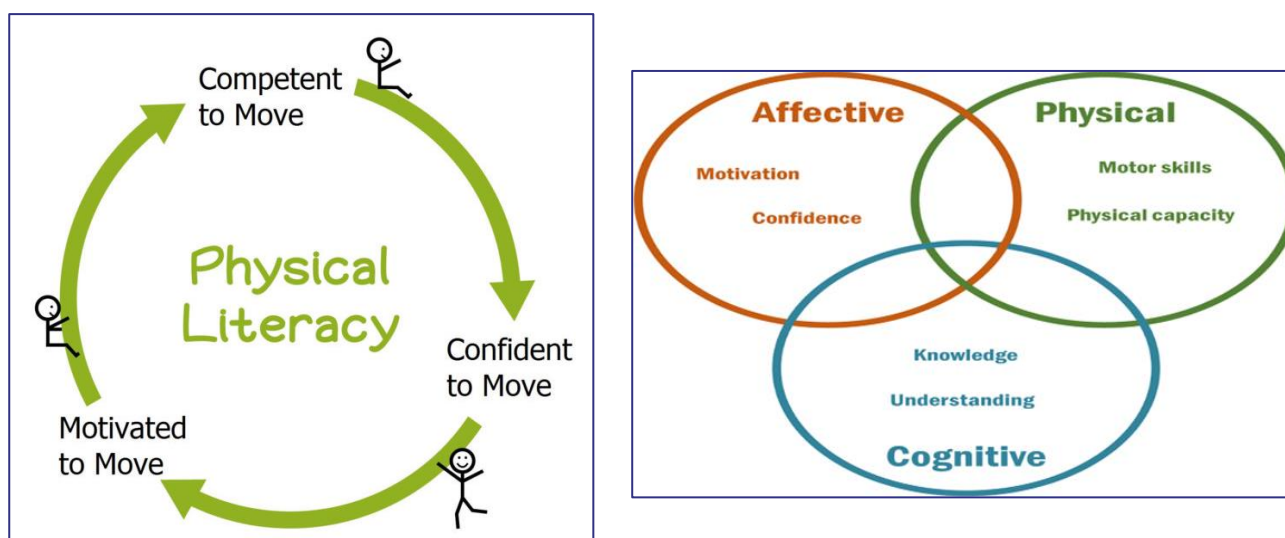 Competent
to Move
Physical
Literacy
Confident
to Move
Motivated
to Move
Affective
Motivation
Confidence
Physical
Motor skills
Physical capacity
Knowledge
Understanding
Cognitive